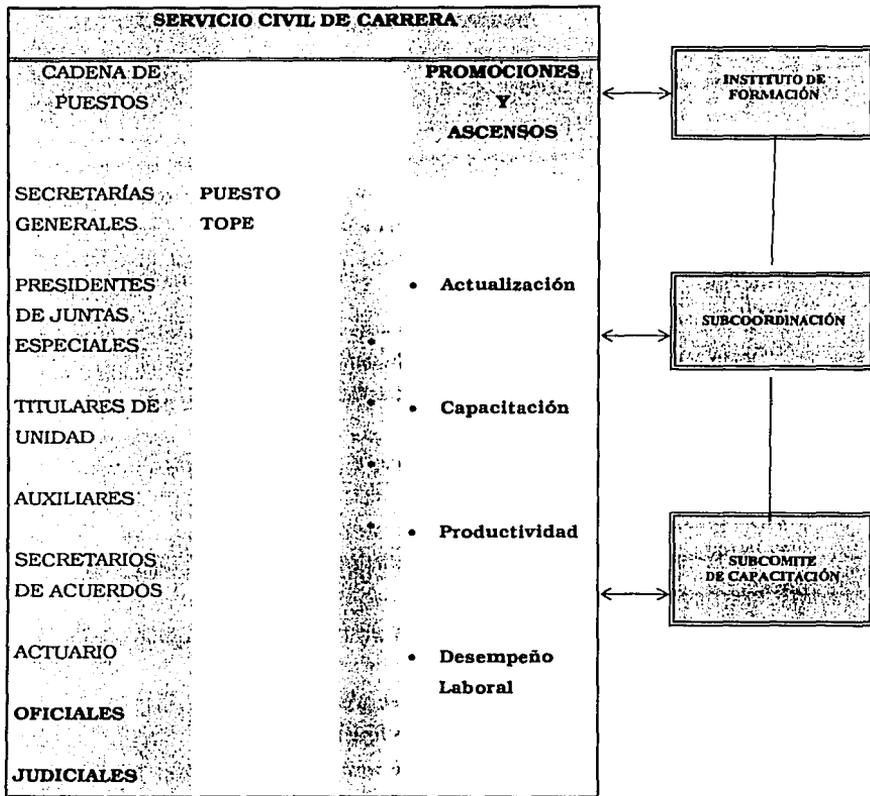 SERVICIO CIVIL DE CARRERA
CADENA DE
PUESTOS
PROMOCIONES
Y
ASCENSOS
SECRETARÍAS
GENERALES
PUESTO
TOPE
PRESIDENTES
DE JUNTAS
ESPECIALES
TITULARES DE
UNIDAD
AUXILIARES
SECRETARIOS
DE ACUERDOS
ACTUARIO
OFICIALES
JUDICIALES
• Actualización
• Capacitación
• Productividad
• Desempeño
Laboral
INSTITUTO DE
FORMACIÓN
SUBCOORDINACIÓN
SUBCOMITE
DE CAPACITACIÓN